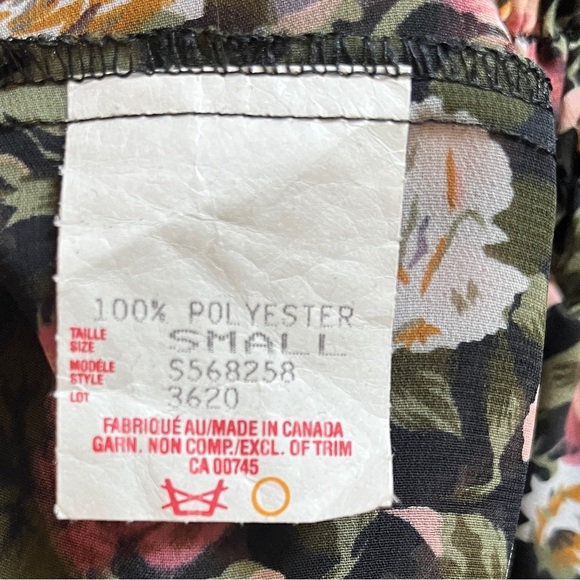 100% POLYESTER
TAILLE
SIZE SMALL
MODÈLE
STYLE S568258
LOT 3620
FABRIQUÉ AU/MADE IN CANADA
GARN. NON COMP./EXCL. OF TRIM
CA 00745